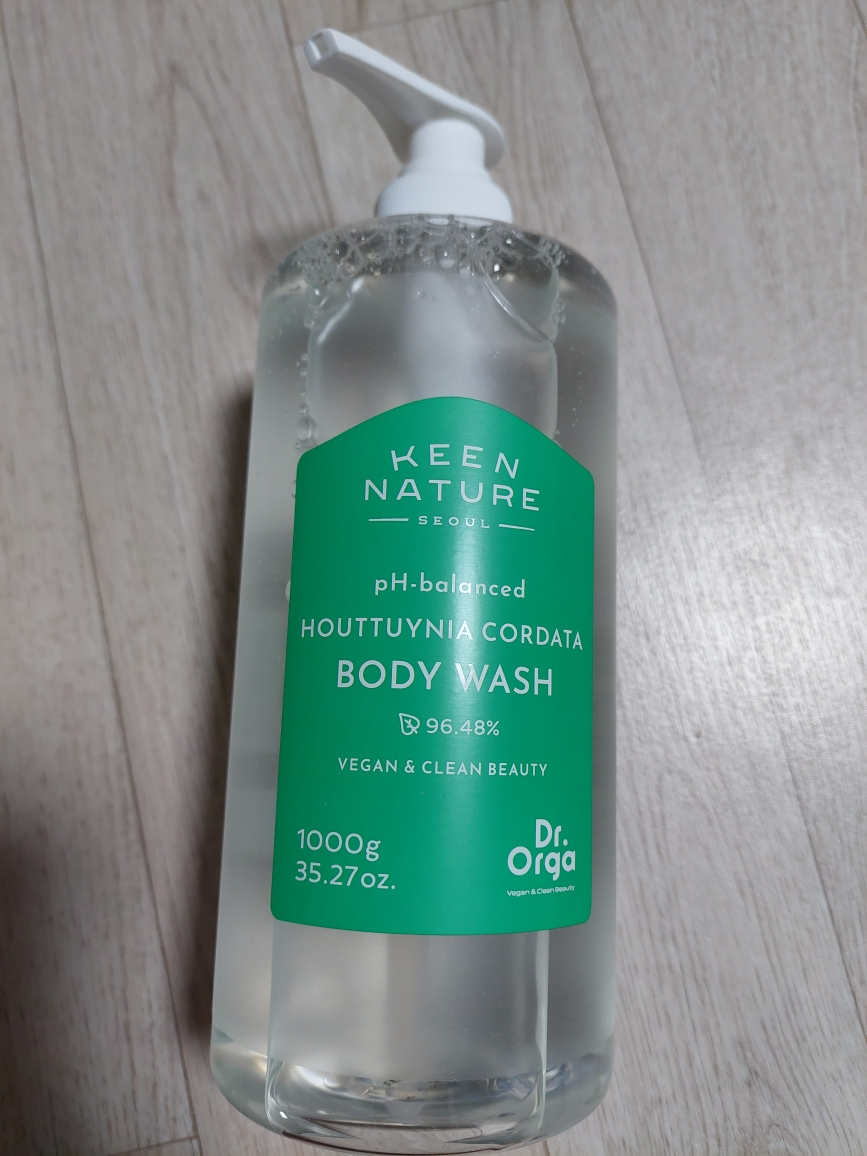 KEEN
NATURE
SEOUL
pH-balanced
HOUTTUYNIA CORDATA
BODY WASH
96.48%
VEGAN & CLEAN BEAUTY
1000g
35.27oz.
Dr.
Orga
Vegan & Clean Beauty